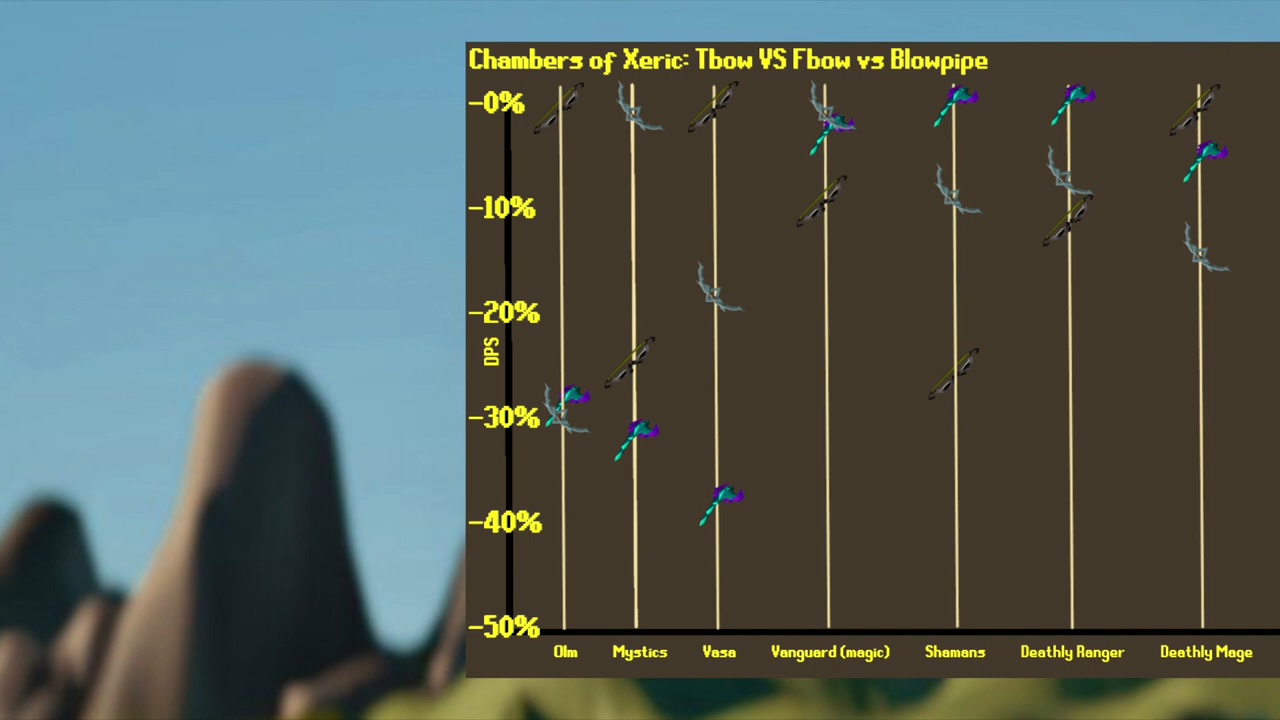 Chambers of Xeric: Tbow VS Fbow vs Blowpipe
-0%
-10%
-20%
DPS
-30%
-40%
-50%
Olm Mystics Vasa Vanguard (magic) Shamans Deathly Ranger Deathly Mage